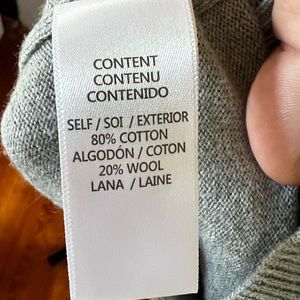 CONTENT
CONTENU
CONTENIDO
SELF / SOI / EXTERIOR
80% COTTON
ALGODÓN / COTON
20% WOOL
LANA / LAINE